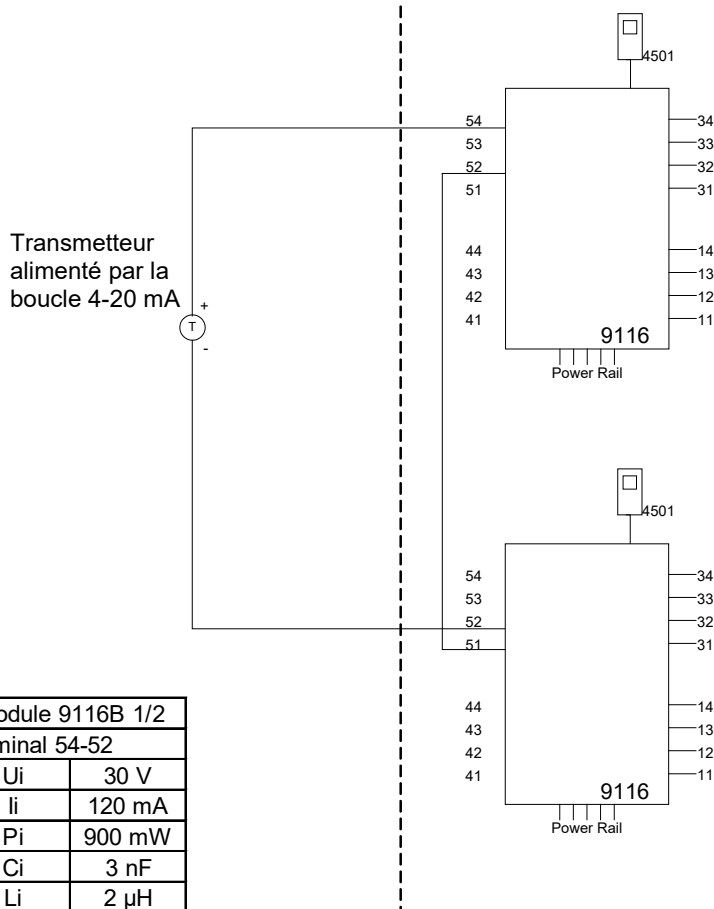 4501
54 34
53 33
52 32
51 31
44 14
43 13
42 12
41 11
9116
Power Rail
Transmetteur
alimenté par la
boucle 4-20 mA
+
T
-
4501
54 34
53 33
52 32
51 31
44 14
43 13
42 12
41 11
9116
Power Rail
odule 9116B 1/2
minal 54-52
Ui 30 V
Ii 120 mA
Pi 900 mW
Ci 3 nF
Li 2 µH